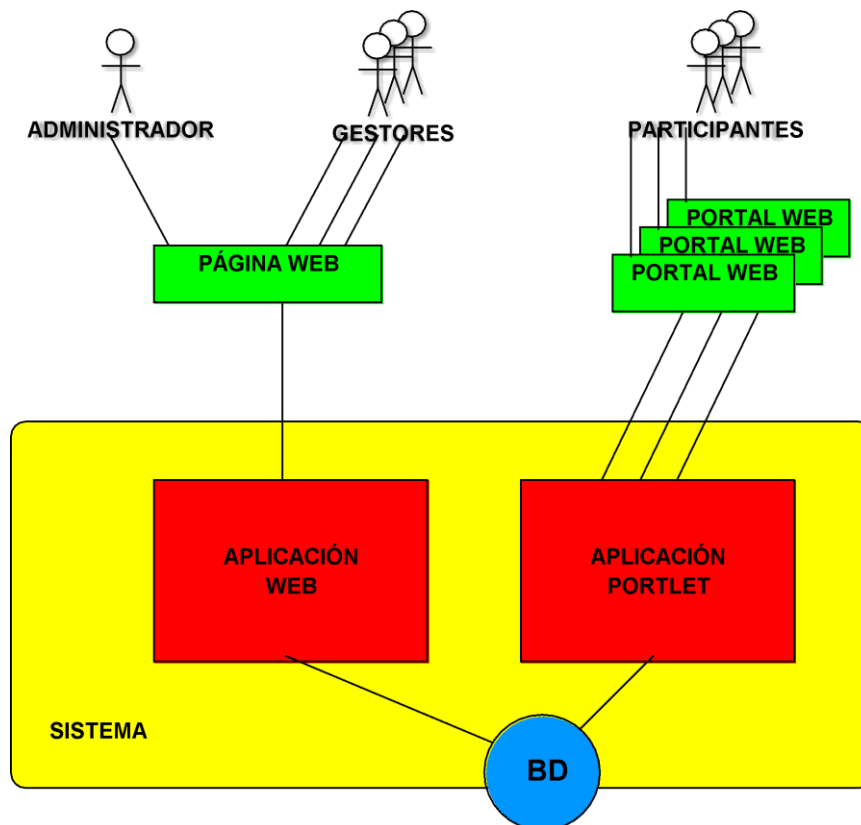 ADMINISTRADOR
GESTORES
PARTICIPANTES
PÁGINA WEB
PORTAL WEB
PORTAL WEB
PORTAL WEB
APLICACIÓN
WEB
APLICACIÓN
PORTLET
SISTEMA
BD